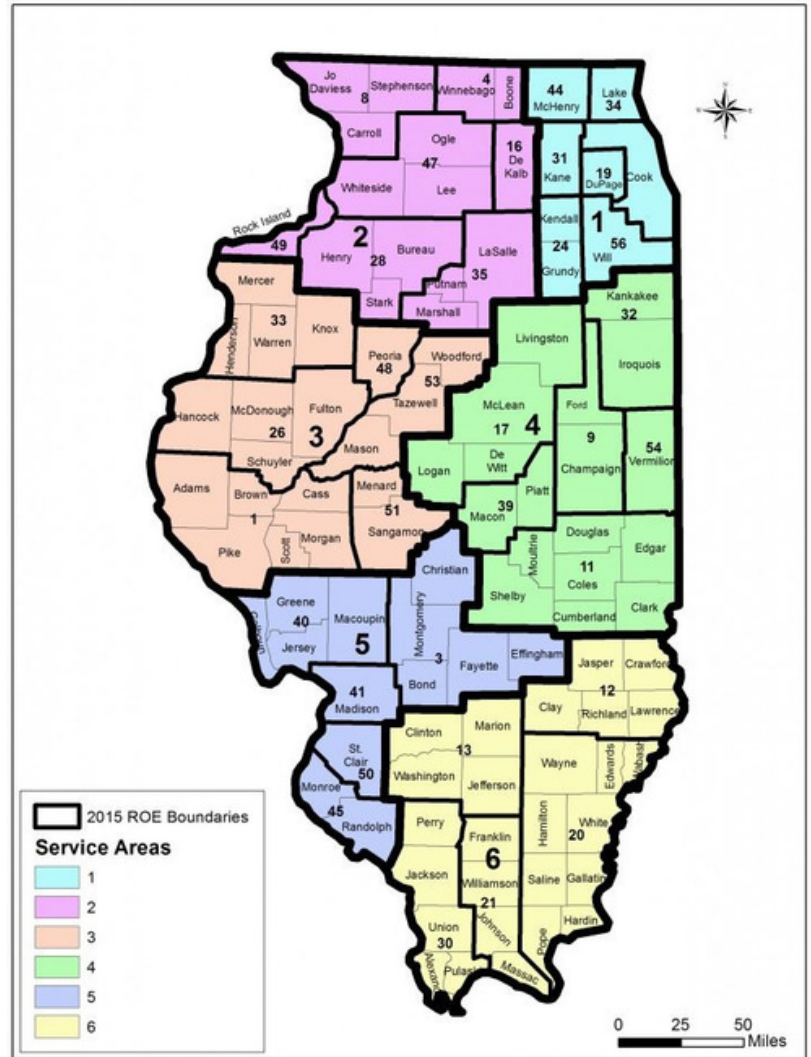 Jo
Daviess
8
Stephenson
4
Winnebago
Boone
44
McHenry
Lake
34
Carroll
Ogle
47
16
De
Kalb
31
Kane
19
DuPage
Cook
Whiteside
Lee
Rock Island
49
2
Henry
28
Bureau
LaSalle
35
Kendall
24
Grundy
1
56
Will
Putnam
Stark
Marshall
Mercer
33
Henderson
Warren
Knox
Peoria
48
Woodford
53
Tazewell
Livingston
Kankakee
32
Iroquois
Hancock
McDonough
26
Fulton
3
Schuyler
Mason
McLean
17
4
Ford
9
Champaign
54
Vermilion
Logan
De
Witt
Piatt
39
Macon
Adams
Brown
1
Cass
Menard
51
Sangamon
Pike
Scott
Morgan
Christian
Shelby
Moultrie
Douglas
11
Coles
Edgar
Cumberland
Clark
Greene
40
Jersey
Calhoun
Macoupin
5
Montgomery
3
Bond
Fayette
Effingham
41
Madison
Jasper
Crawford
12
Clay
Richland
Lawrence
Clinton
Marion
13
Washington
Jefferson
St.
Clair
50
Monroe
45
Randolph
Wayne
Edwards
Wabash
Perry
Franklin
6
Williamson
21
Hamilton
White
20
Jackson
Saline
Gallatin
Union
30
Johnson
Pope
Hardin
Alexand
Pulask
Massac
2015 ROE Boundaries
Service Areas
1
2
3
4
5
6
0 25 50
Miles